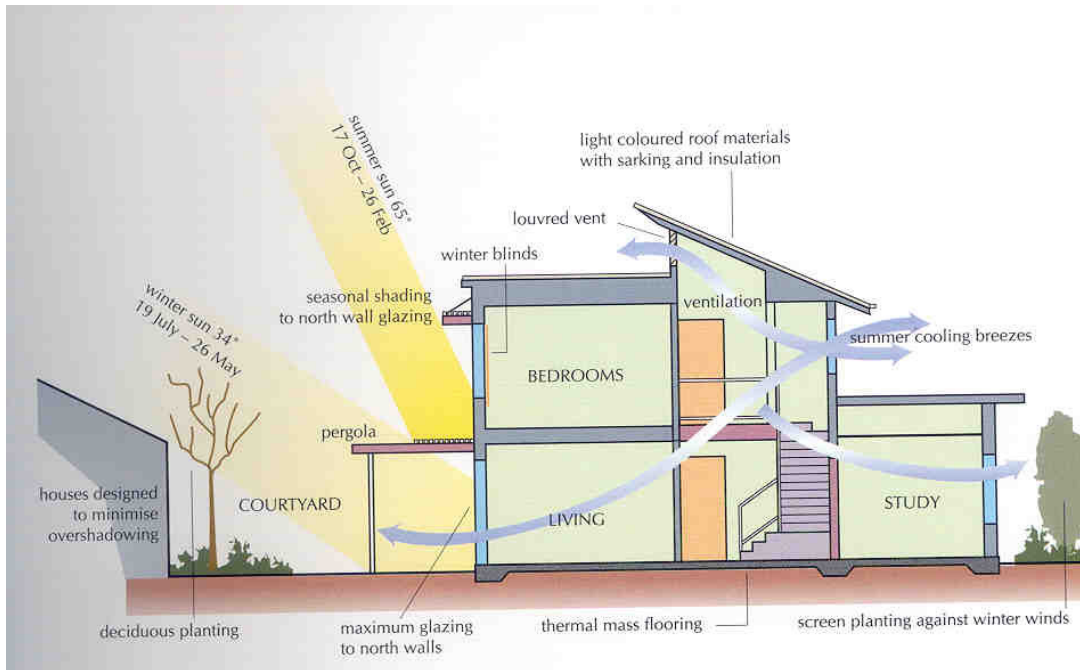 summer sun 65°
17 Oct – 26 Feb
light coloured roof materials
with sarking and insulation
louvred vent
winter blinds
winter sun 34°
19 July – 26 May
seasonal shading
to north wall glazing
ventilation
summer cooling breezes
BEDROOMS
pergola
houses designed
to minimise
overshadowing
COURTYARD
LIVING
STUDY
deciduous planting
maximum glazing
to north walls
thermal mass flooring
screen planting against winter winds